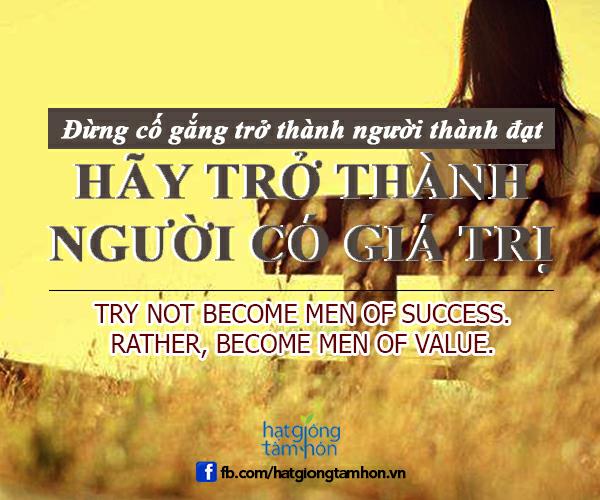 Đừng cố gắng trở thành người thành đạt
HÃY TRỞ THÀNH
NGƯỜI CÓ GIÁ TRỊ
TRY NOT BECOME MEN OF SUCCESS.
RATHER, BECOME MEN OF VALUE.
hạtgiống
tâmhồn
f fb.com/hatgiongtamhon.vn